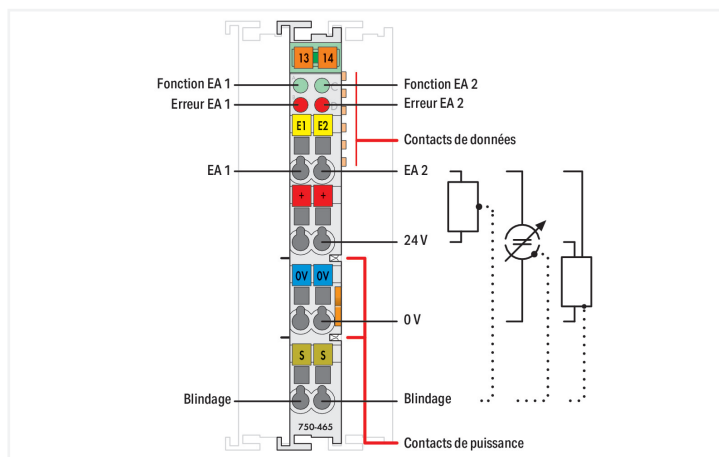 13 14
Fonction EA 1
Fonction EA 2
Erreur EA 1
Erreur EA 2
E1 E2
Contacts de données
EA 1
EA 2
+ +
24 V
0V 0V
0 V
S S
Blindage
Blindage
750-465
Contacts de puissance